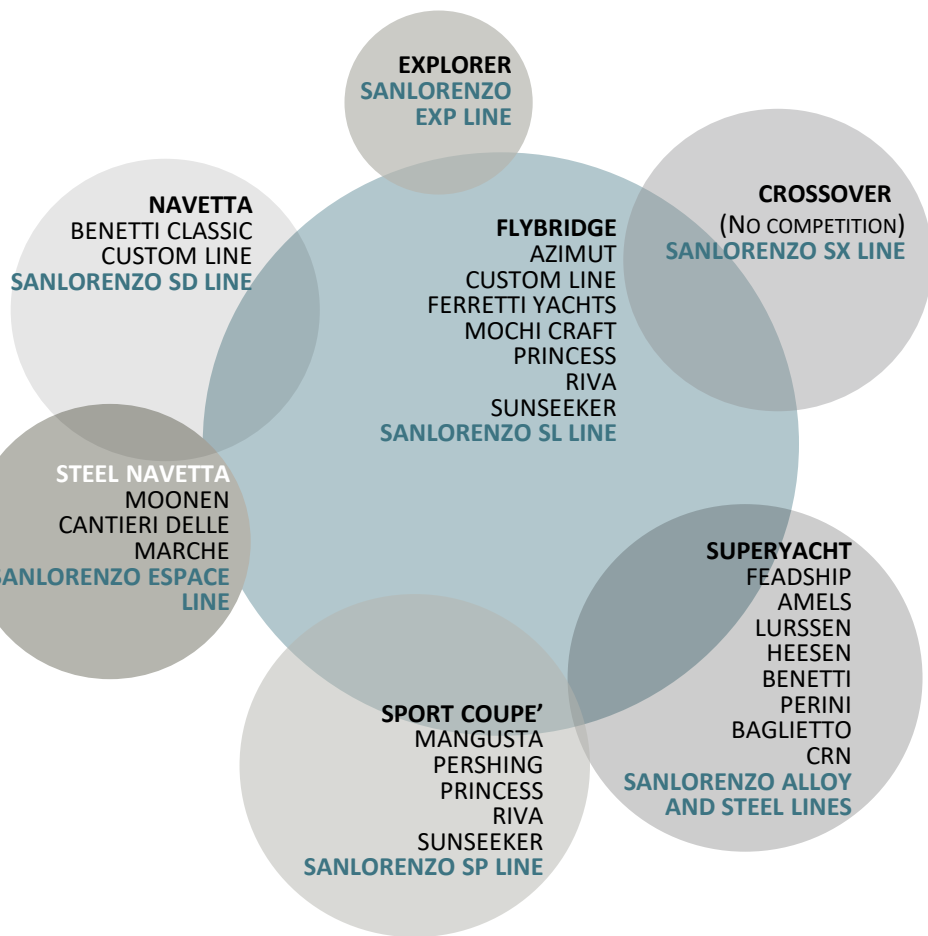 EXPLORER
SANLORENZO
EXP LINE
NAVETTA
BENETTI CLASSIC
CUSTOM LINE
SANLORENZO SD LINE
FLYBRIDGE
AZIMUT
CUSTOM LINE
FERRETTI YACHTS
MOCHI CRAFT
PRINCESS
RIVA
SUNSEEKER
SANLORENZO SL LINE
CROSSOVER
(NO COMPETITION)
SANLORENZO SX LINE
STEEL NAVETTA
MOONEN
CANTIERI DELLE
MARCHE
SANLORENZO ESPACE
LINE
SPORT COUPE’
MANGUSTA
PERSHING
PRINCESS
RIVA
SUNSEEKER
SANLORENZO SP LINE
SUPERYACHT
FEADSHIP
AMELS
LURSSEN
HEESEN
BENETTI
PERINI
BAGLIETTO
CRN
SANLORENZO ALLOY
AND STEEL LINES